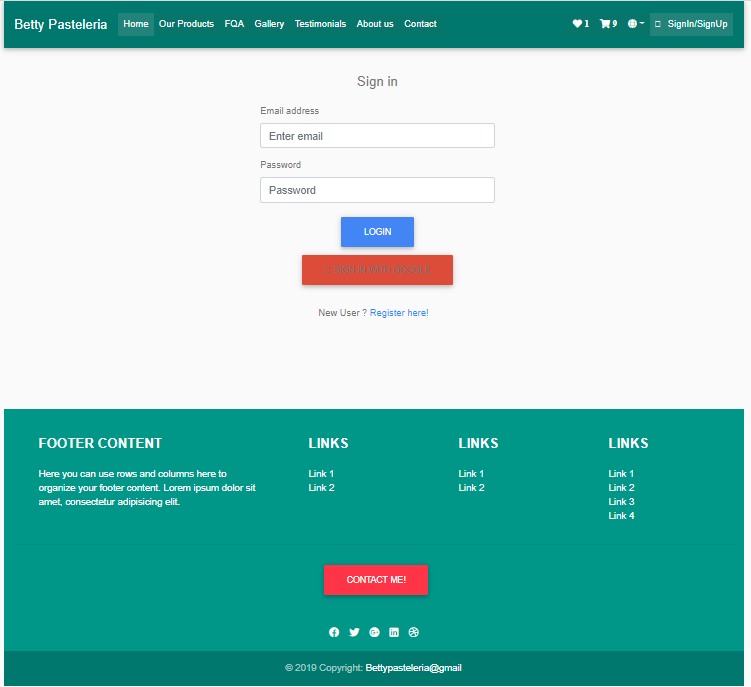 Betty Pasteleria Home Our Products FQA Gallery Testimonials About us Contact 1 9 SignIn/SignUp
Sign in
Email address
Enter email
Password
Password
LOGIN
SIGN IN WITH GOOGLE
New User ? Register here!
FOOTER CONTENT
Here you can use rows and columns here to
organize your footer content. Lorem ipsum dolor sit
amet, consectetur adipisicing elit.
LINKS
Link 1
Link 2
LINKS
Link 1
Link 2
LINKS
Link 1
Link 2
Link 3
Link 4
CONTACT ME!
© 2019 Copyright: Bettypasteleria@gmail